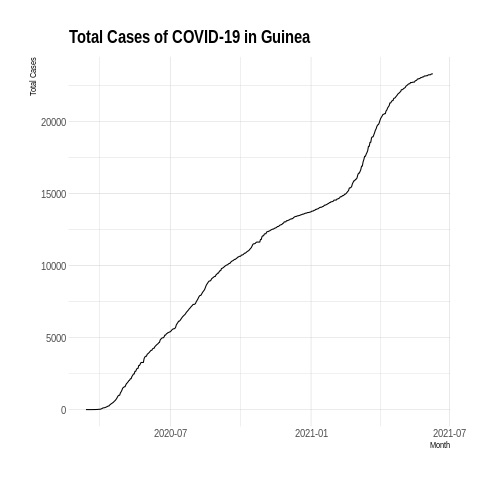 Total Cases of COVID-19 in Guinea
Total Cases
20000
15000
10000
5000
0
2020-07 2021-01 2021-07
Month